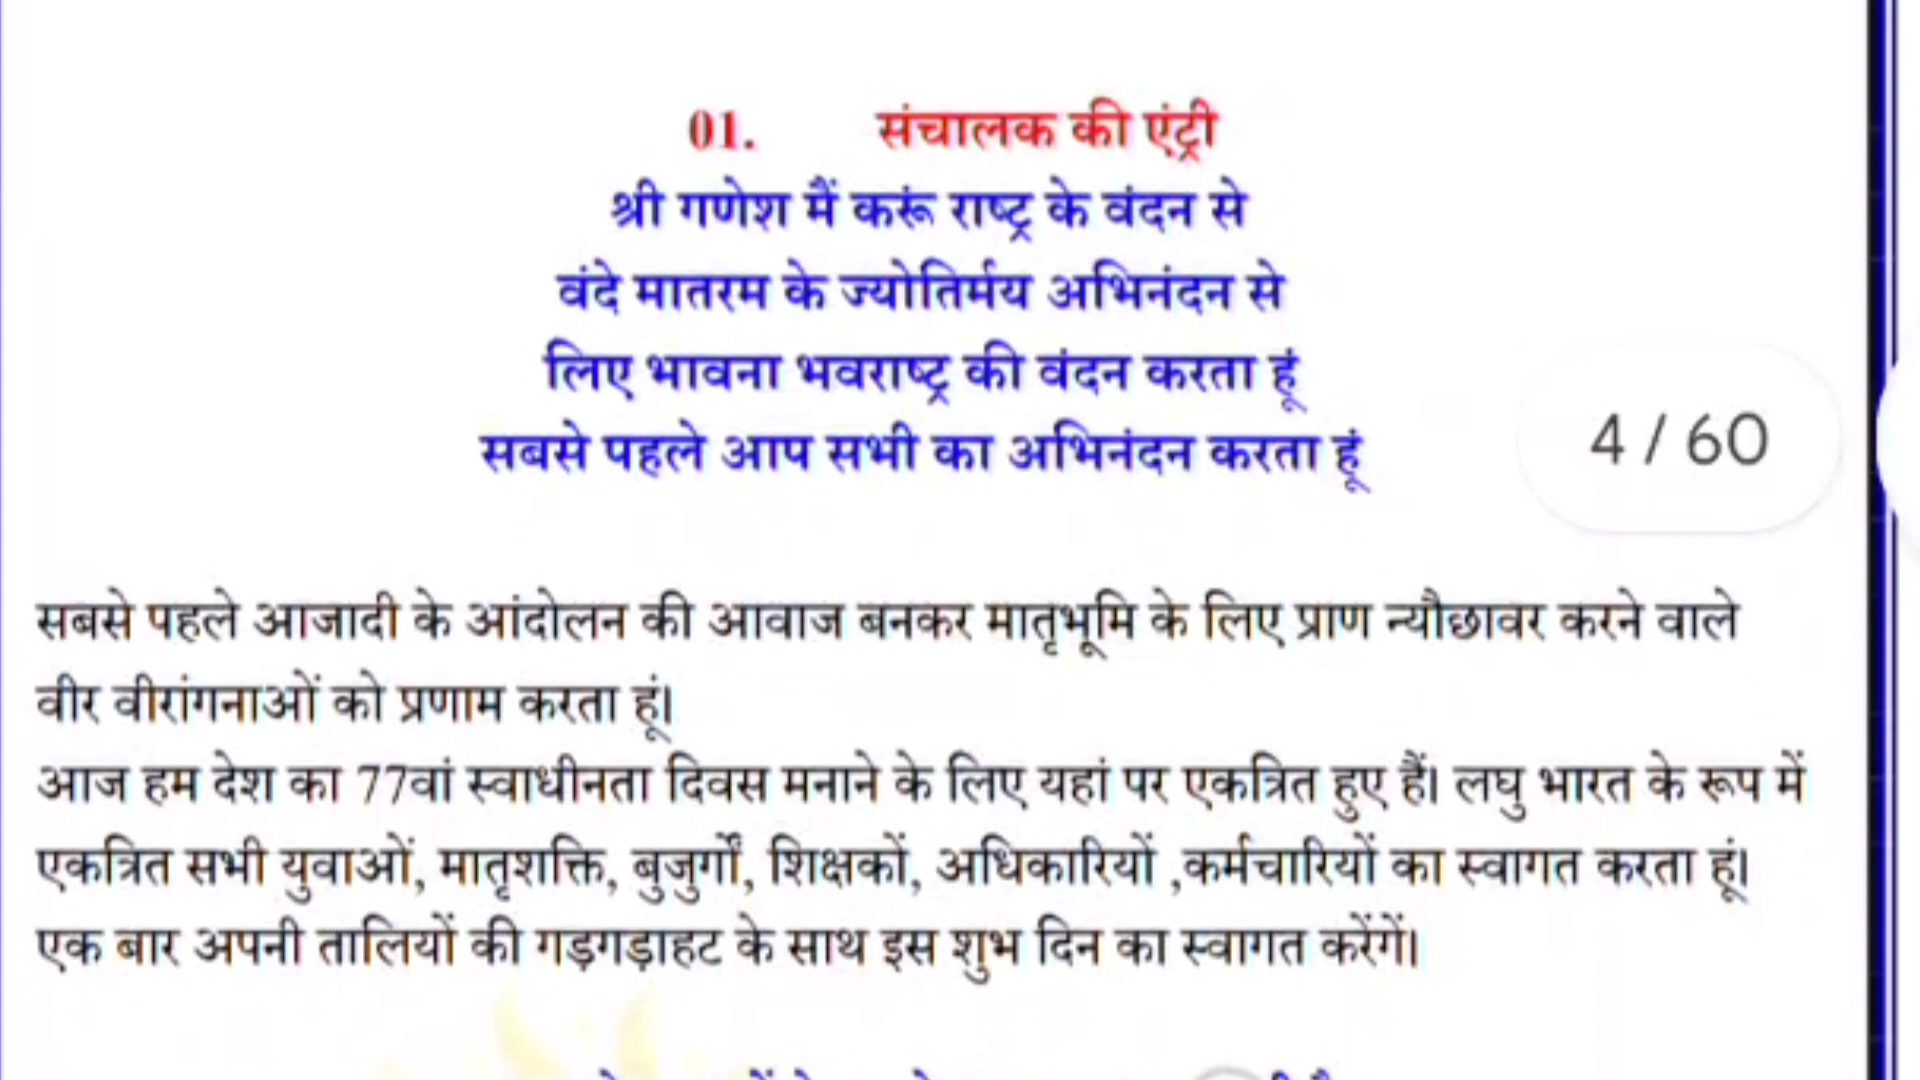 01. संचालक की एंट्री
श्री गणेश मैं करूं राष्ट्र के वंदन से
वंदे मातरम के ज्योतिर्मय अभिनंदन से
लिए भावना भवराष्ट्र की वंदन करता हूं
सबसे पहले आप सभी का अभिनंदन करता हूं
4 / 60
सबसे पहले आजादी के आंदोलन की आवाज बनकर मातृभूमि के लिए प्राण न्यौछावर करने वाले
वीर वीरांगनाओं को प्रणाम करता हूं।
आज हम देश का 77वां स्वाधीनता दिवस मनाने के लिए यहां पर एकत्रित हुए हैं। लघु भारत के रूप में
एकत्रित सभी युवाओं, मातृशक्ति, बुजुर्गों, शिक्षकों, अधिकारियों ,कर्मचारियों का स्वागत करता हूं।
एक बार अपनी तालियों की गड़गड़ाहट के साथ इस शुभ दिन का स्वागत करेंगें।